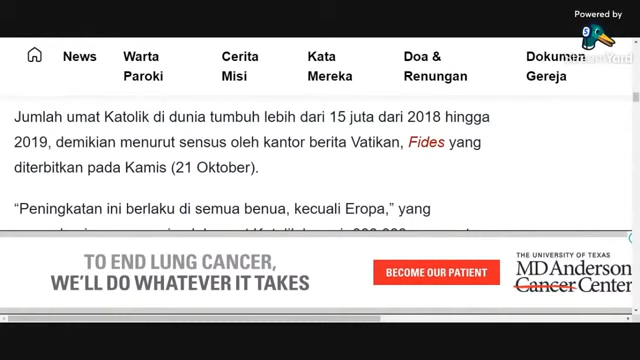 Powered by
StreamYard
News
Warta Paroki
Cerita Misi
Kata Mereka
Doa & Renungan
Dokumen Gereja
Jumlah umat Katolik di dunia tumbuh lebih dari 15 juta dari 2018 hingga
2019, demikian menurut sensus oleh kantor berita Vatikan, Fides yang
diterbitkan pada Kamis (21 Oktober).
“Peningkatan ini berlaku di semua benua, kecuali Eropa,” yang
TO END LUNG CANCER,
WE'LL DO WHATEVER IT TAKES
BECOME OUR PATIENT
THE UNIVERSITY OF TEXAS
MD Anderson
Cancer Center